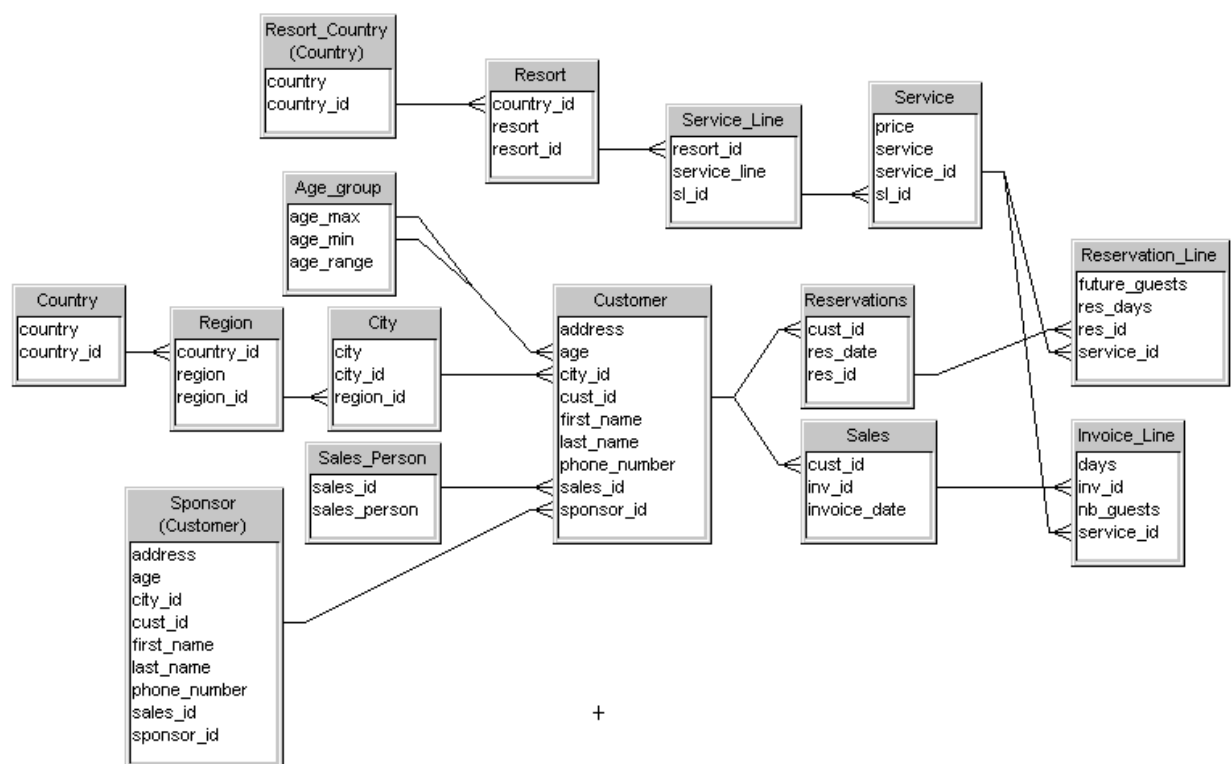 Resort_Country
(Country)
country
country_id
Resort
country_id
resort
resort_id
Service_Line
resort_id
service_line
sl_id
Service
price
service
service_id
sl_id
Age_group
age_max
age_min
age_range
Reservation_Line
future_guests
res_days
res_id
service_id
Country
country
country_id
Region
country_id
region
region_id
City
city
city_id
region_id
Customer
address
age
city_id
cust_id
first_name
last_name
phone_number
sales_id
sponsor_id
Reservations
cust_id
res_date
res_id
Sales_Person
sales_id
sales_person
Sales
cust_id
inv_id
invoice_date
Invoice_Line
days
inv_id
nb_guests
service_id
Sponsor
(Customer)
address
age
city_id
cust_id
first_name
last_name
phone_number
sales_id
sponsor_id